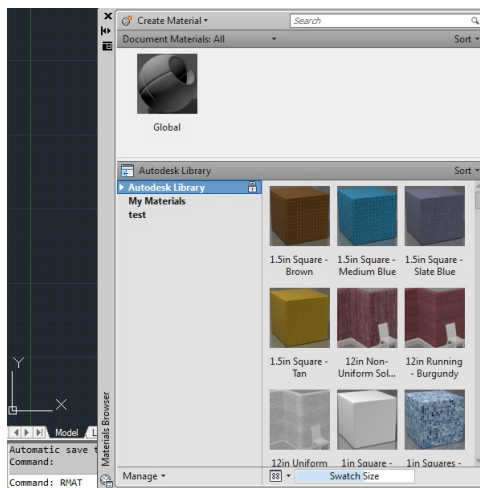 Create Material
Search
Document Materials: All
Sort
Global
Autodesk Library
Sort
Autodesk Library
My Materials
test
1.5in Square -
Brown
1.5in Square -
Medium Blue
1.5in Square -
Slate Blue
1.5in Square -
Tan
12in Non-
Uniform Sol...
12in Running
- Burgundy
12in Uniform
1in Square -
1in Squares -
Y
X
Materials Browser
Model
L
Automatic save t
Command:
Command: RMAT
Manage
Swatch Size